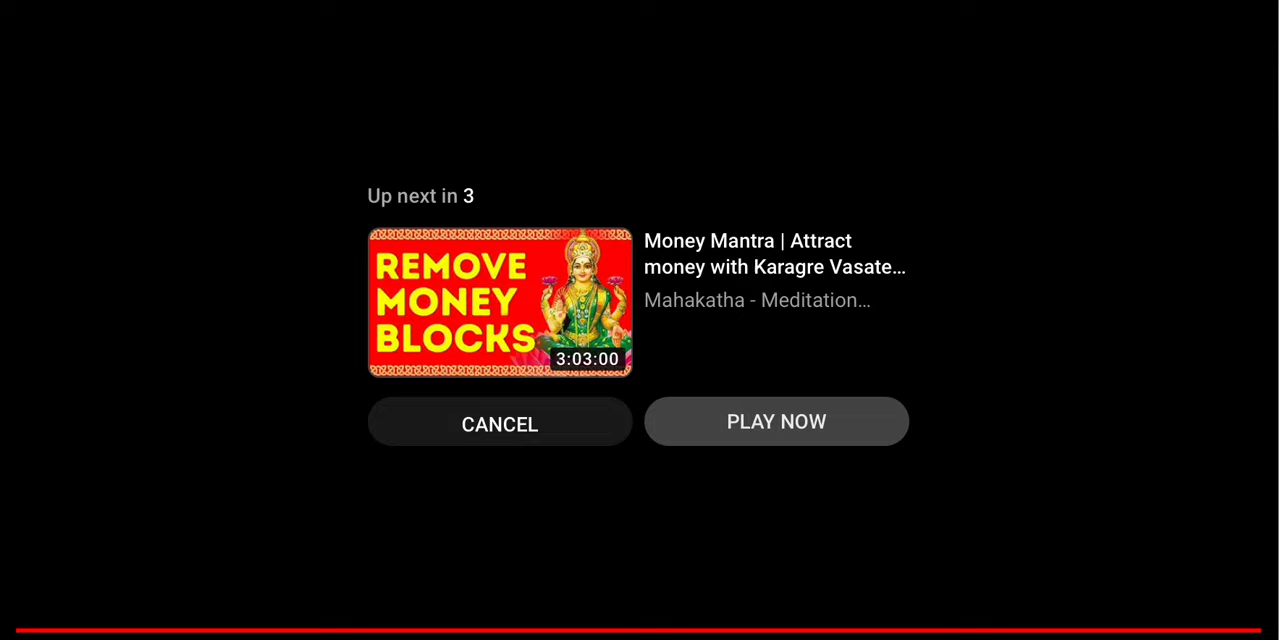 Up next in 3
REMOVE
MONEY
BLOCKS
3:03:00
Money Mantra | Attract
money with Karagre Vasate...
Mahakatha - Meditation...
CANCEL
PLAY NOW